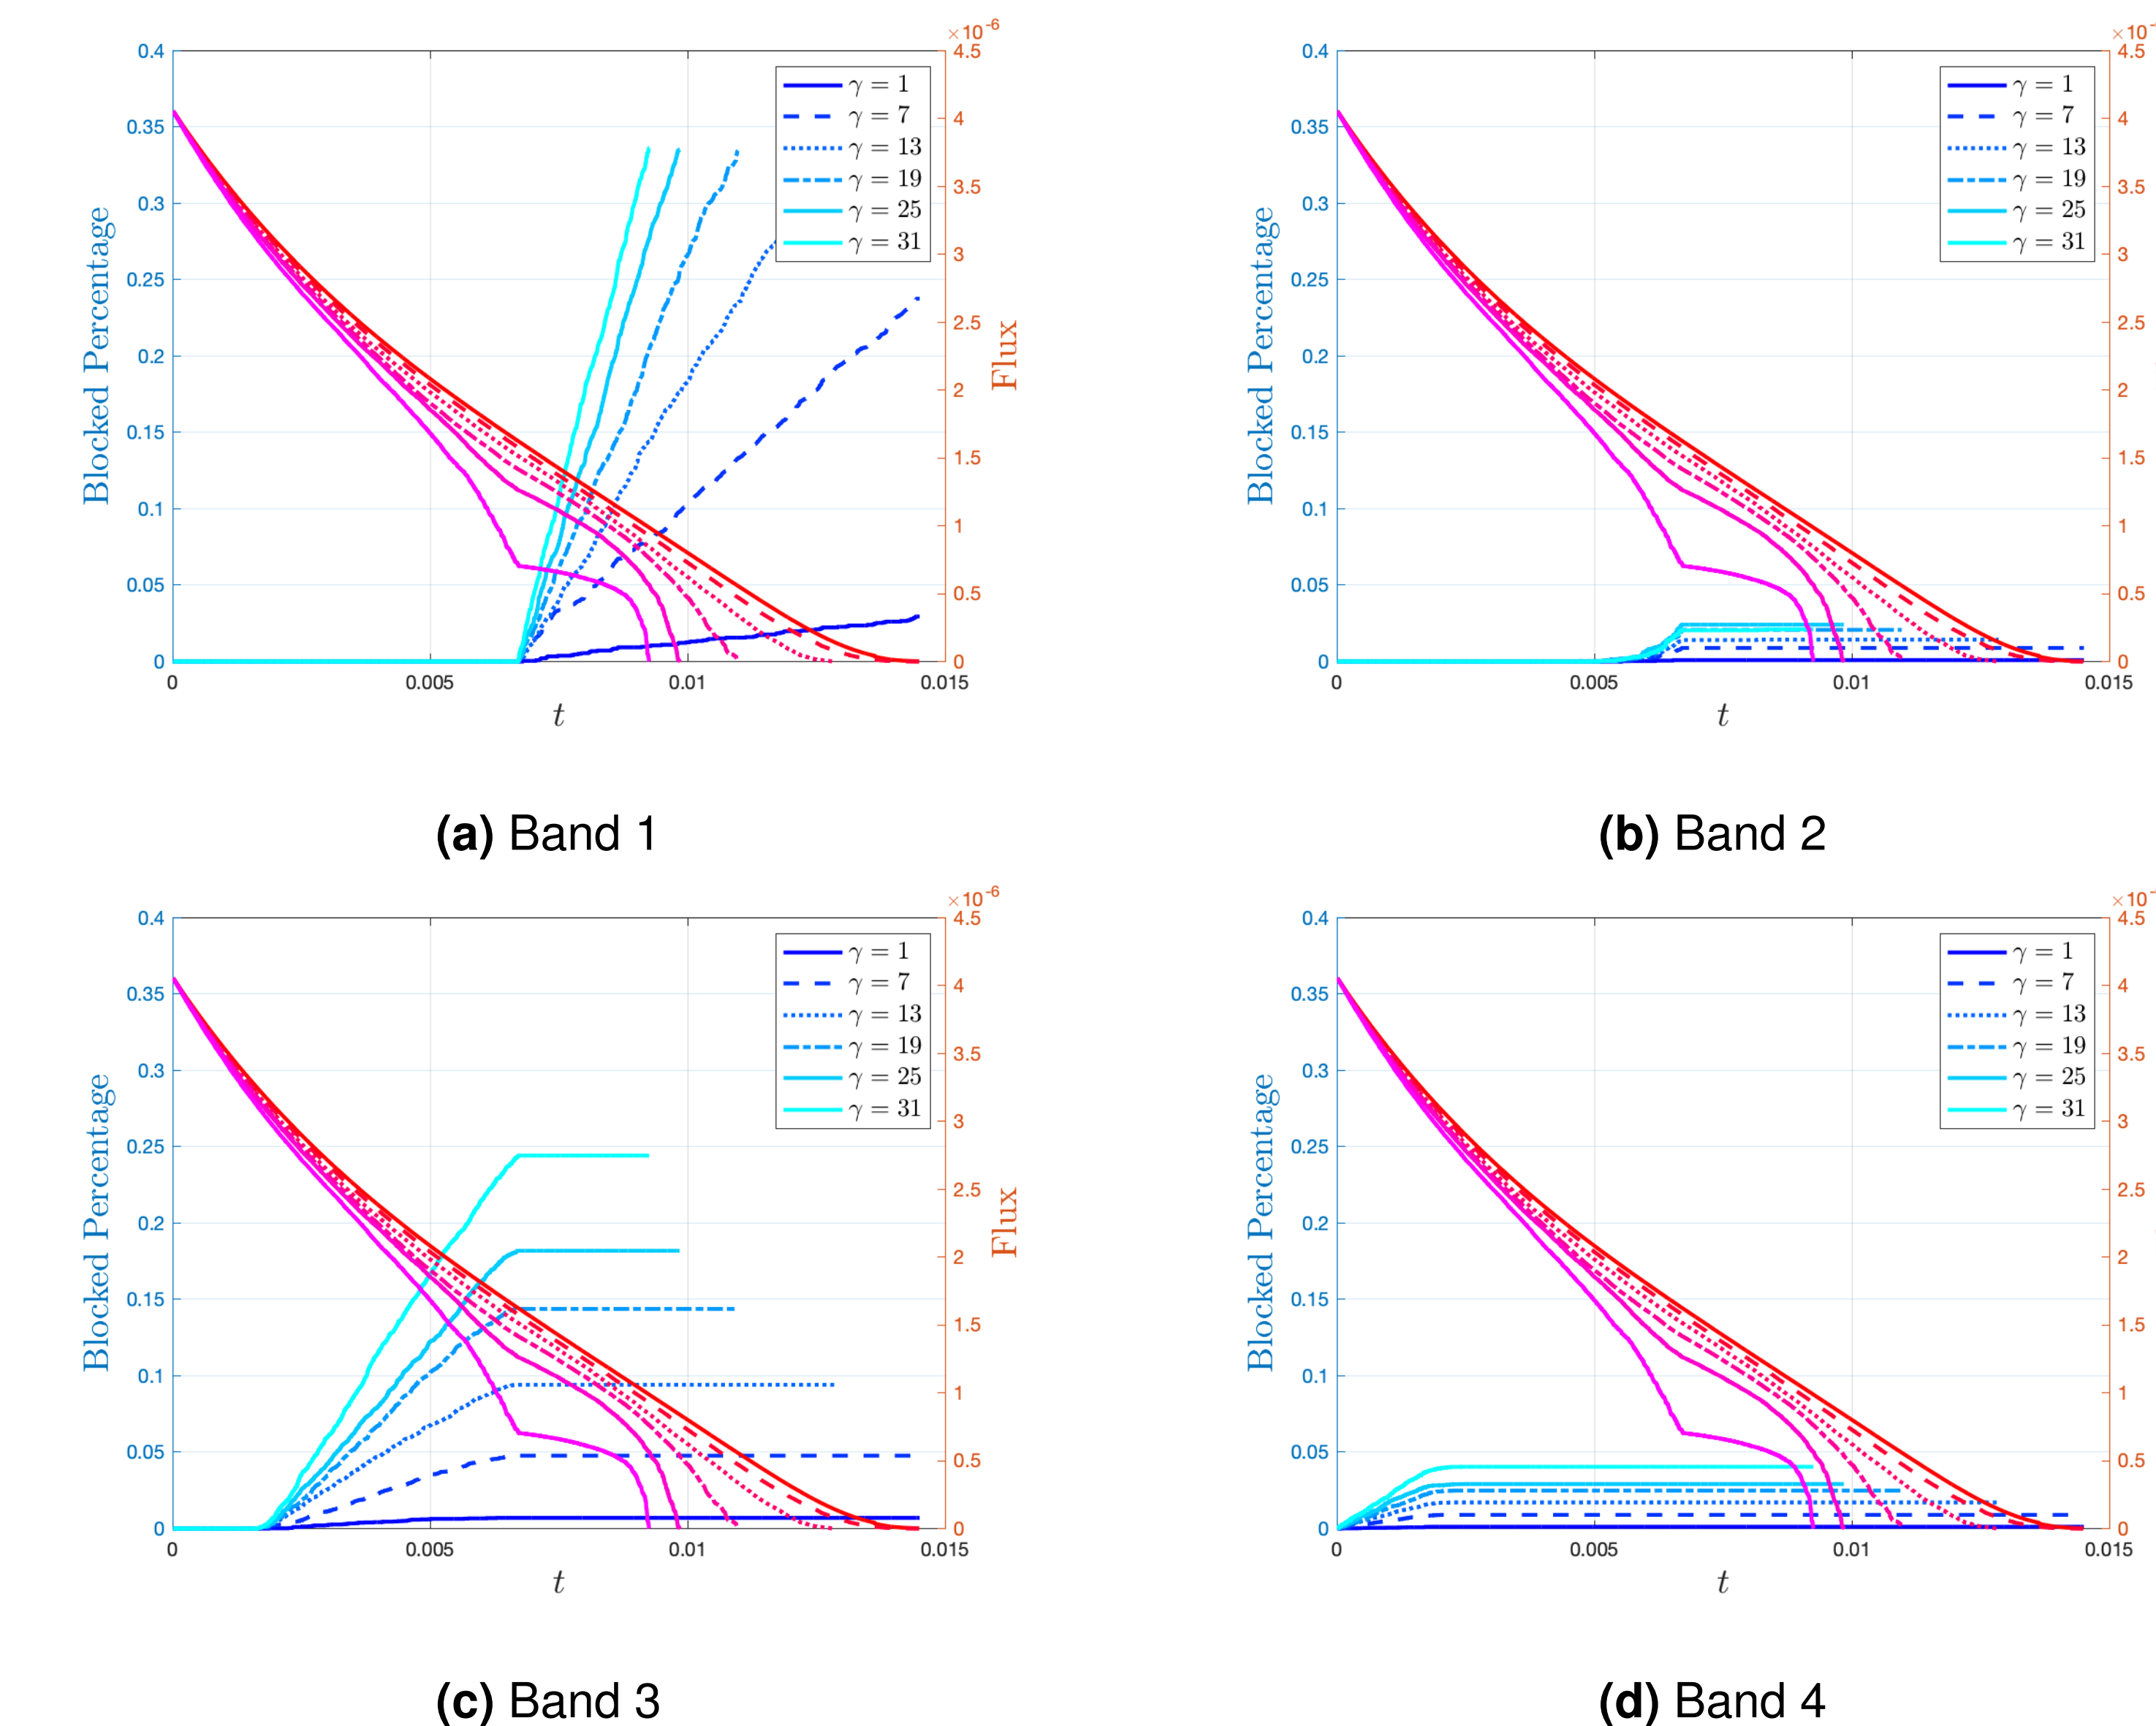 ×10-6
0.4
0.35
0.3
0.25
0.2
0.15
0.1
0.05
0
Blocked Percentage
4.5
4
3.5
3
2.5
2
1.5
1
0.5
0
Flux
γ = 1
γ = 7
γ = 13
γ = 19
γ = 25
γ = 31
0 0.005 0.01 0.015
t
(a) Band 1
×10
0.4
0.35
0.3
0.25
0.2
0.15
0.1
0.05
0
Blocked Percentage
4.5
4
3.5
3
2.5
2
1.5
1
0.5
0
γ = 1
γ = 7
γ = 13
γ = 19
γ = 25
γ = 31
0 0.005 0.01 0.015
t
(b) Band 2
×10-6
0.4
0.35
0.3
0.25
0.2
0.15
0.1
0.05
0
Blocked Percentage
4.5
4
3.5
3
2.5
2
1.5
1
0.5
0
Flux
γ = 1
γ = 7
γ = 13
γ = 19
γ = 25
γ = 31
0 0.005 0.01 0.015
t
(c) Band 3
×10
0.4
0.35
0.3
0.25
0.2
0.15
0.1
0.05
0
Blocked Percentage
4.5
4
3.5
3
2.5
2
1.5
1
0.5
0
γ = 1
γ = 7
γ = 13
γ = 19
γ = 25
γ = 31
0 0.005 0.01 0.015
t
(d) Band 4